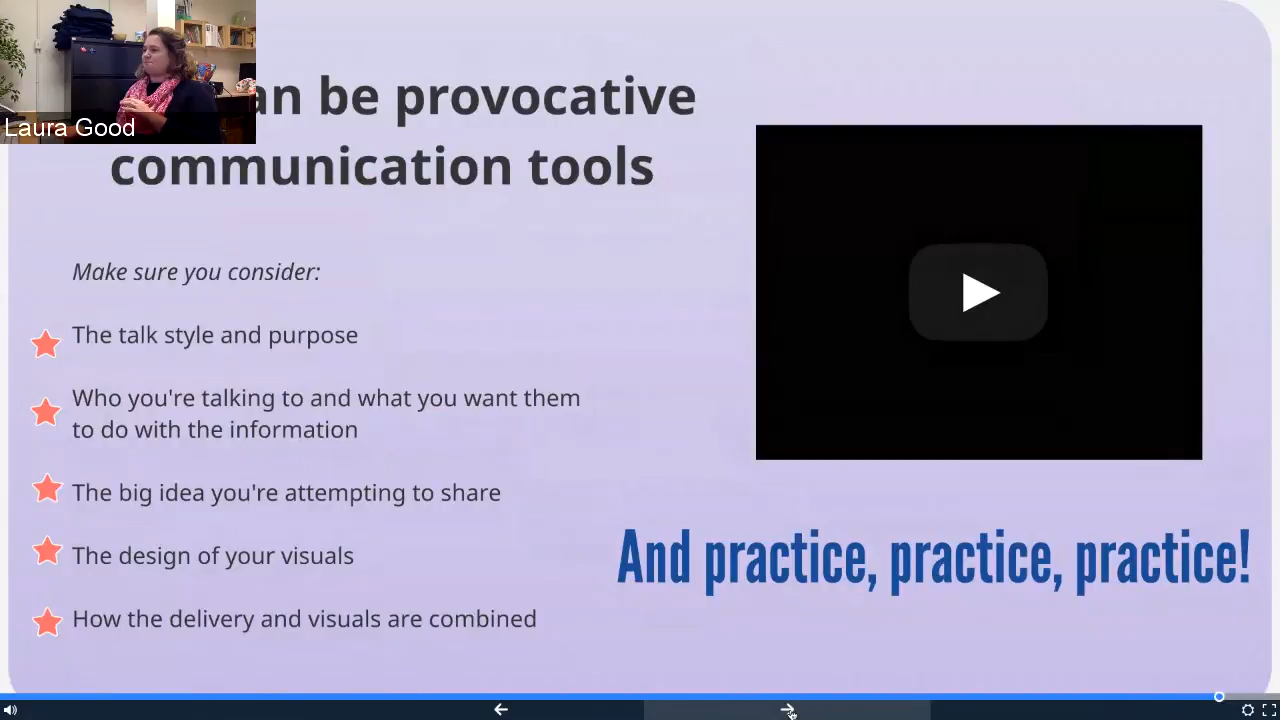 Laura Good
an be provocative
communication tools
Make sure you consider:
The talk style and purpose
Who you're talking to and what you want them
to do with the information
The big idea you're attempting to share
The design of your visuals
How the delivery and visuals are combined
And practice, practice, practice!